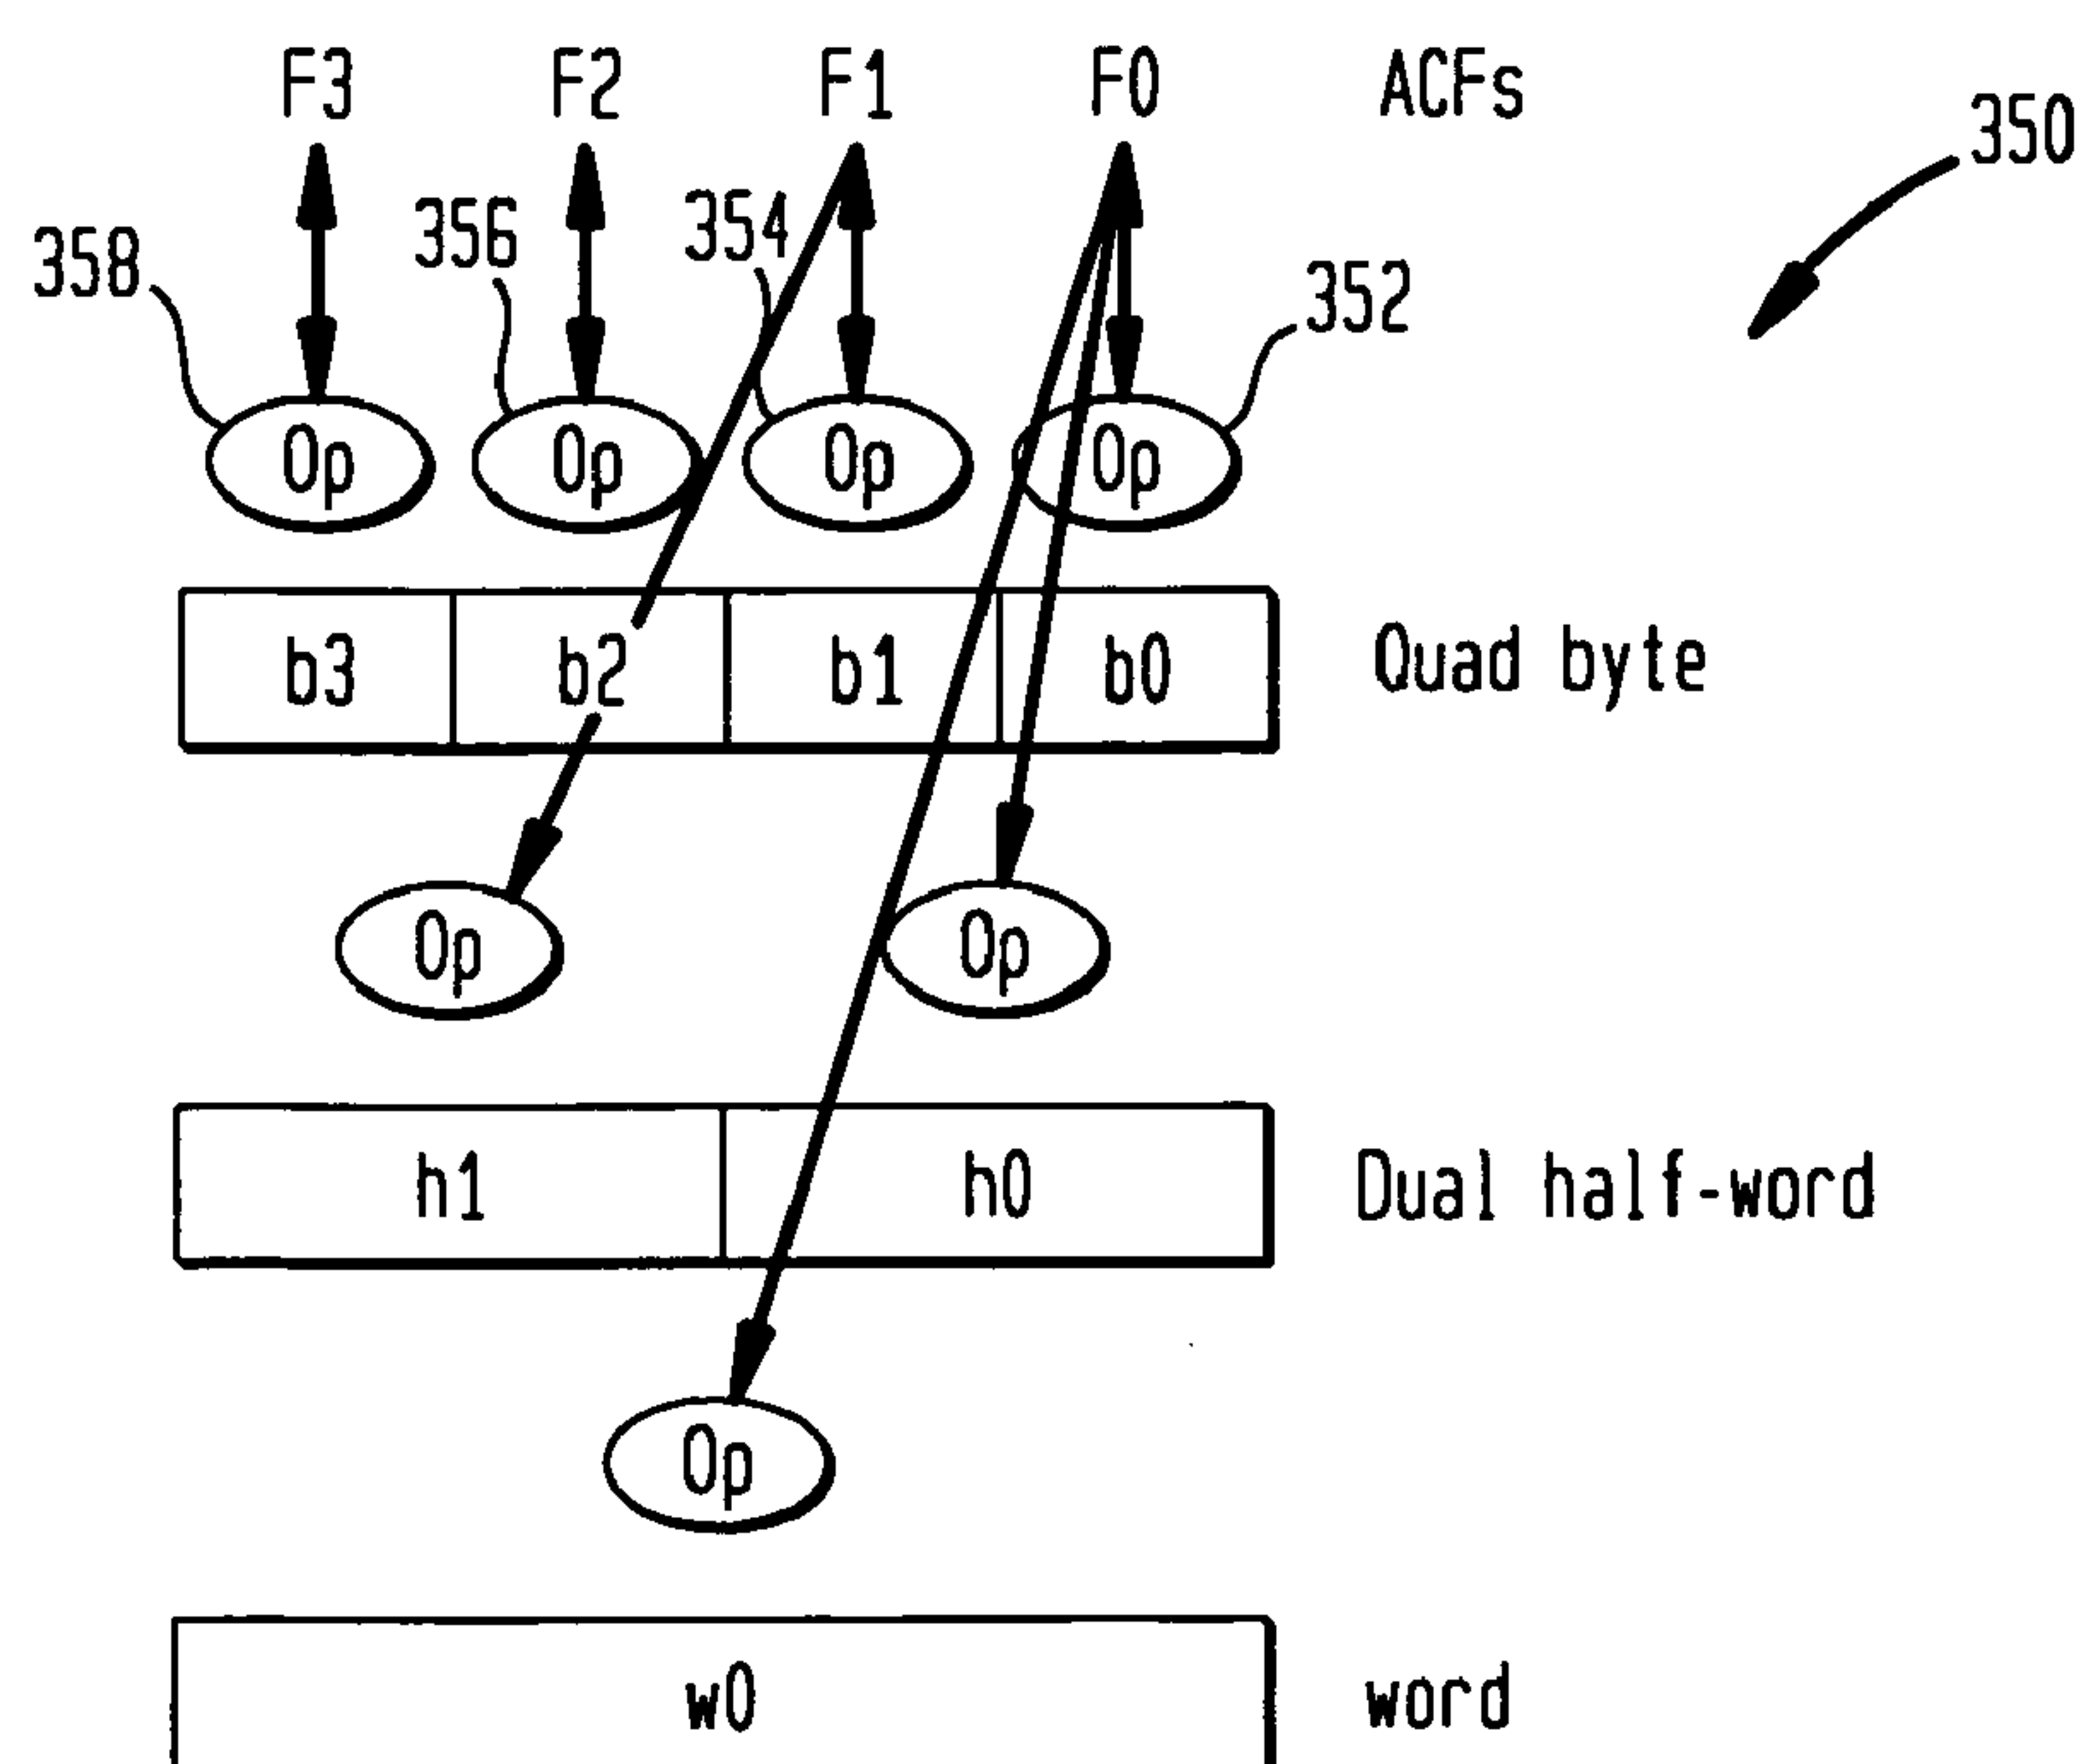 F3 F2 F1 F0 ACFs
350
358 356 354 352
Op Op Op Op
b3 b2 b1 b0 Quad byte
Op Op
h1 h0 Dual half-word
Op
w0 word